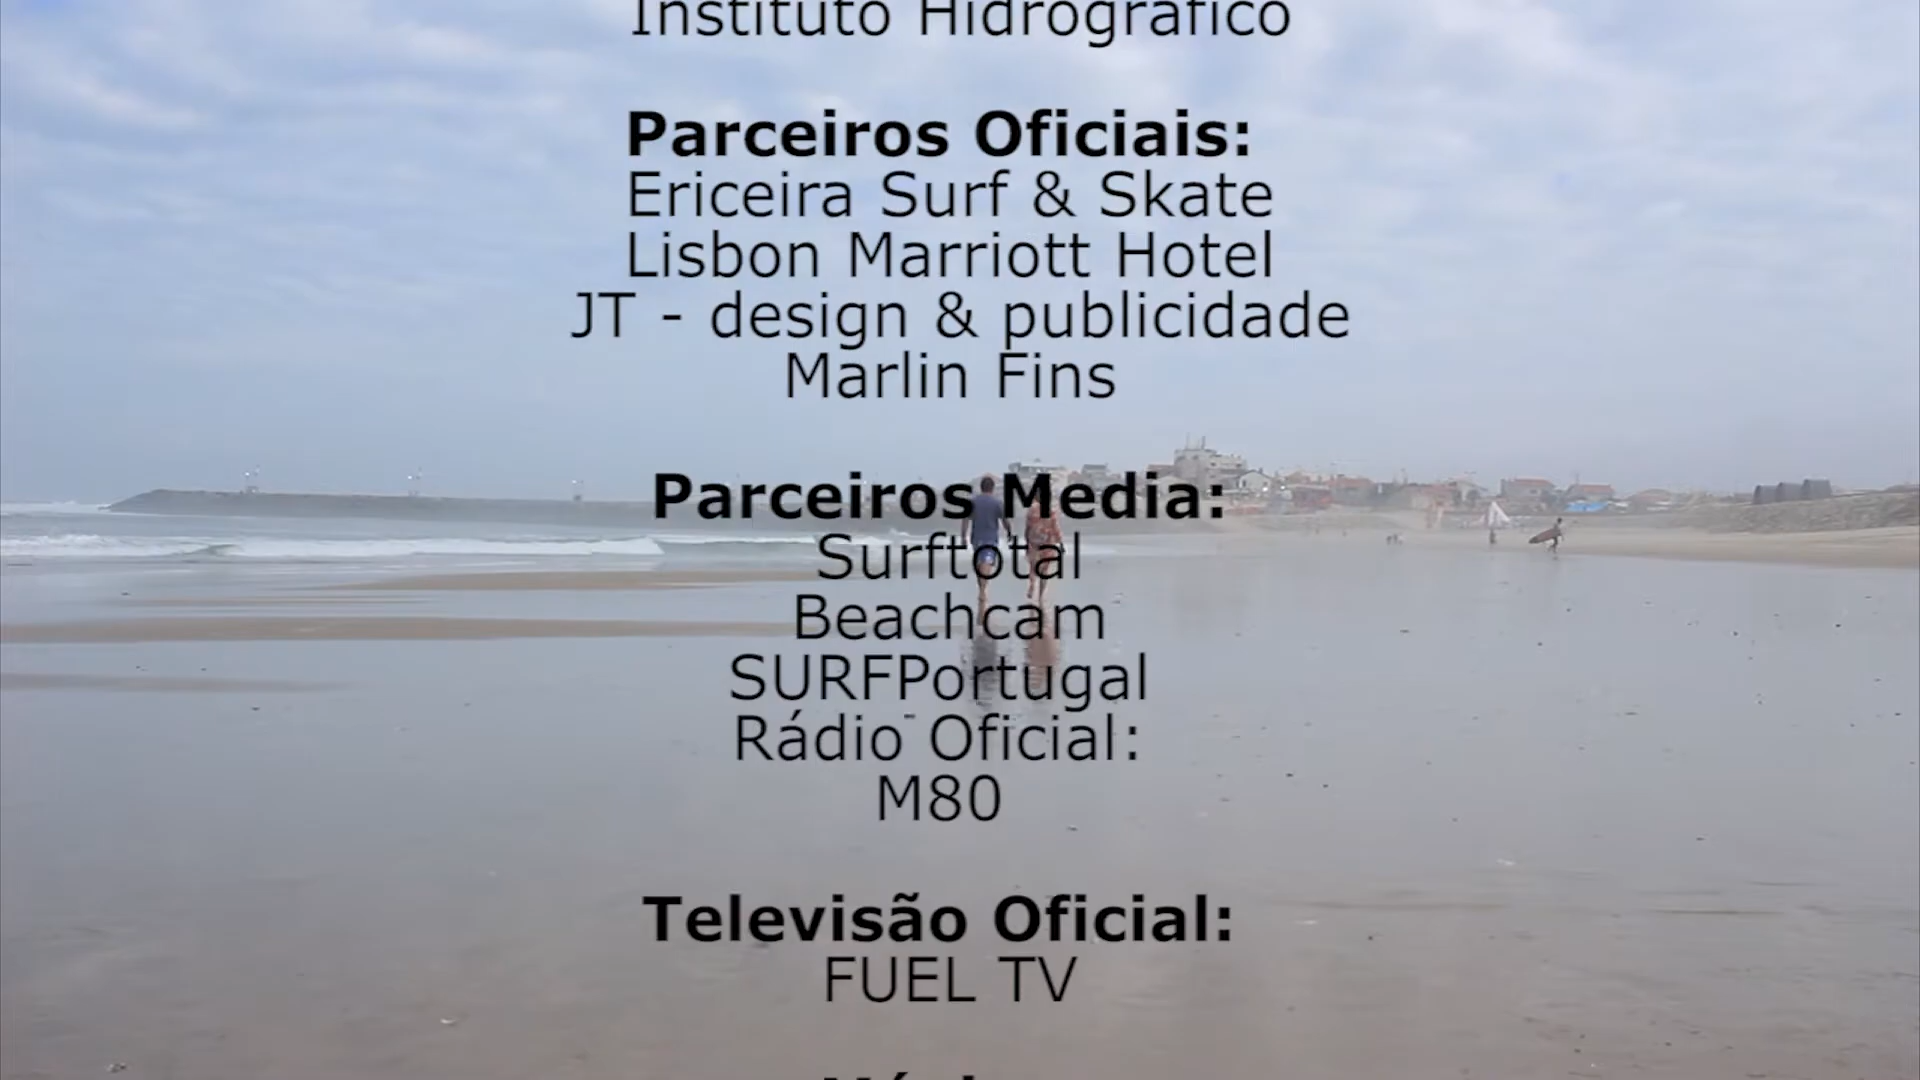 Instituto Hidrográfico
Parceiros Oficiais:
Ericeira Surf & Skate
Lisbon Marriott Hotel
JT - design & publicidade
Marlin Fins
Parceiros Media:
Surftotal
Beachcam
SURFPortugal
Rádio Oficial:
M80
Televisão Oficial:
FUEL TV